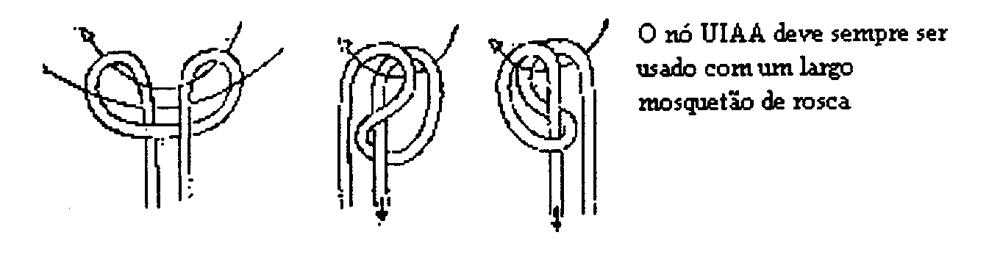 O nó UIAA deve sempre ser
usado com um largo
mosquetão de rosca